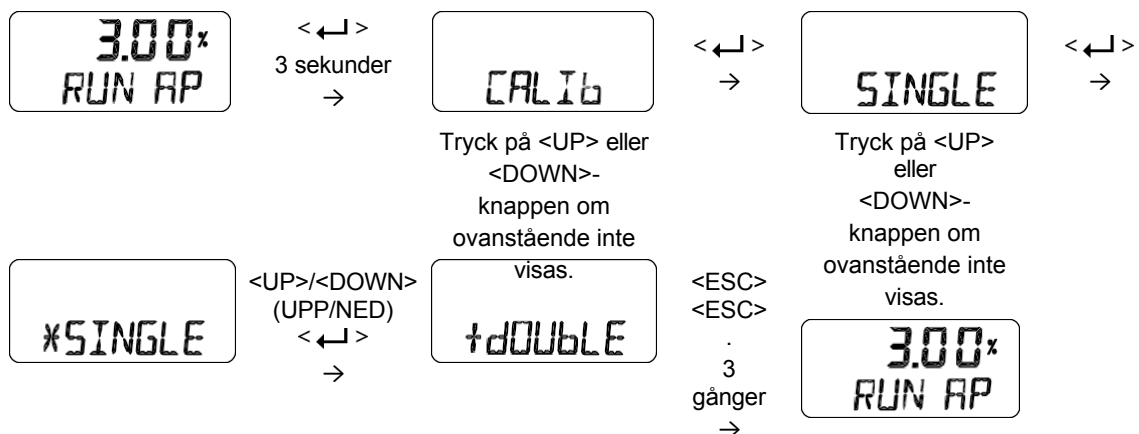 3.00%
RUN AP
<↵>
3 sekunder
→
CALIb
Tryck på <UP> eller
<DOWN>-
knappen om
ovanstående inte
visas.
<↵>
→
SINGLE
Tryck på <UP>
eller
<DOWN>-
knappen om
ovanstående inte
visas.
<↵>
→
*SINGLE
<UP>/<DOWN>
(UPP/NED)
<↵>
→
+dOUbLE
<ESC>
<ESC>
.
3
gånger
→
3.00%
RUN AP